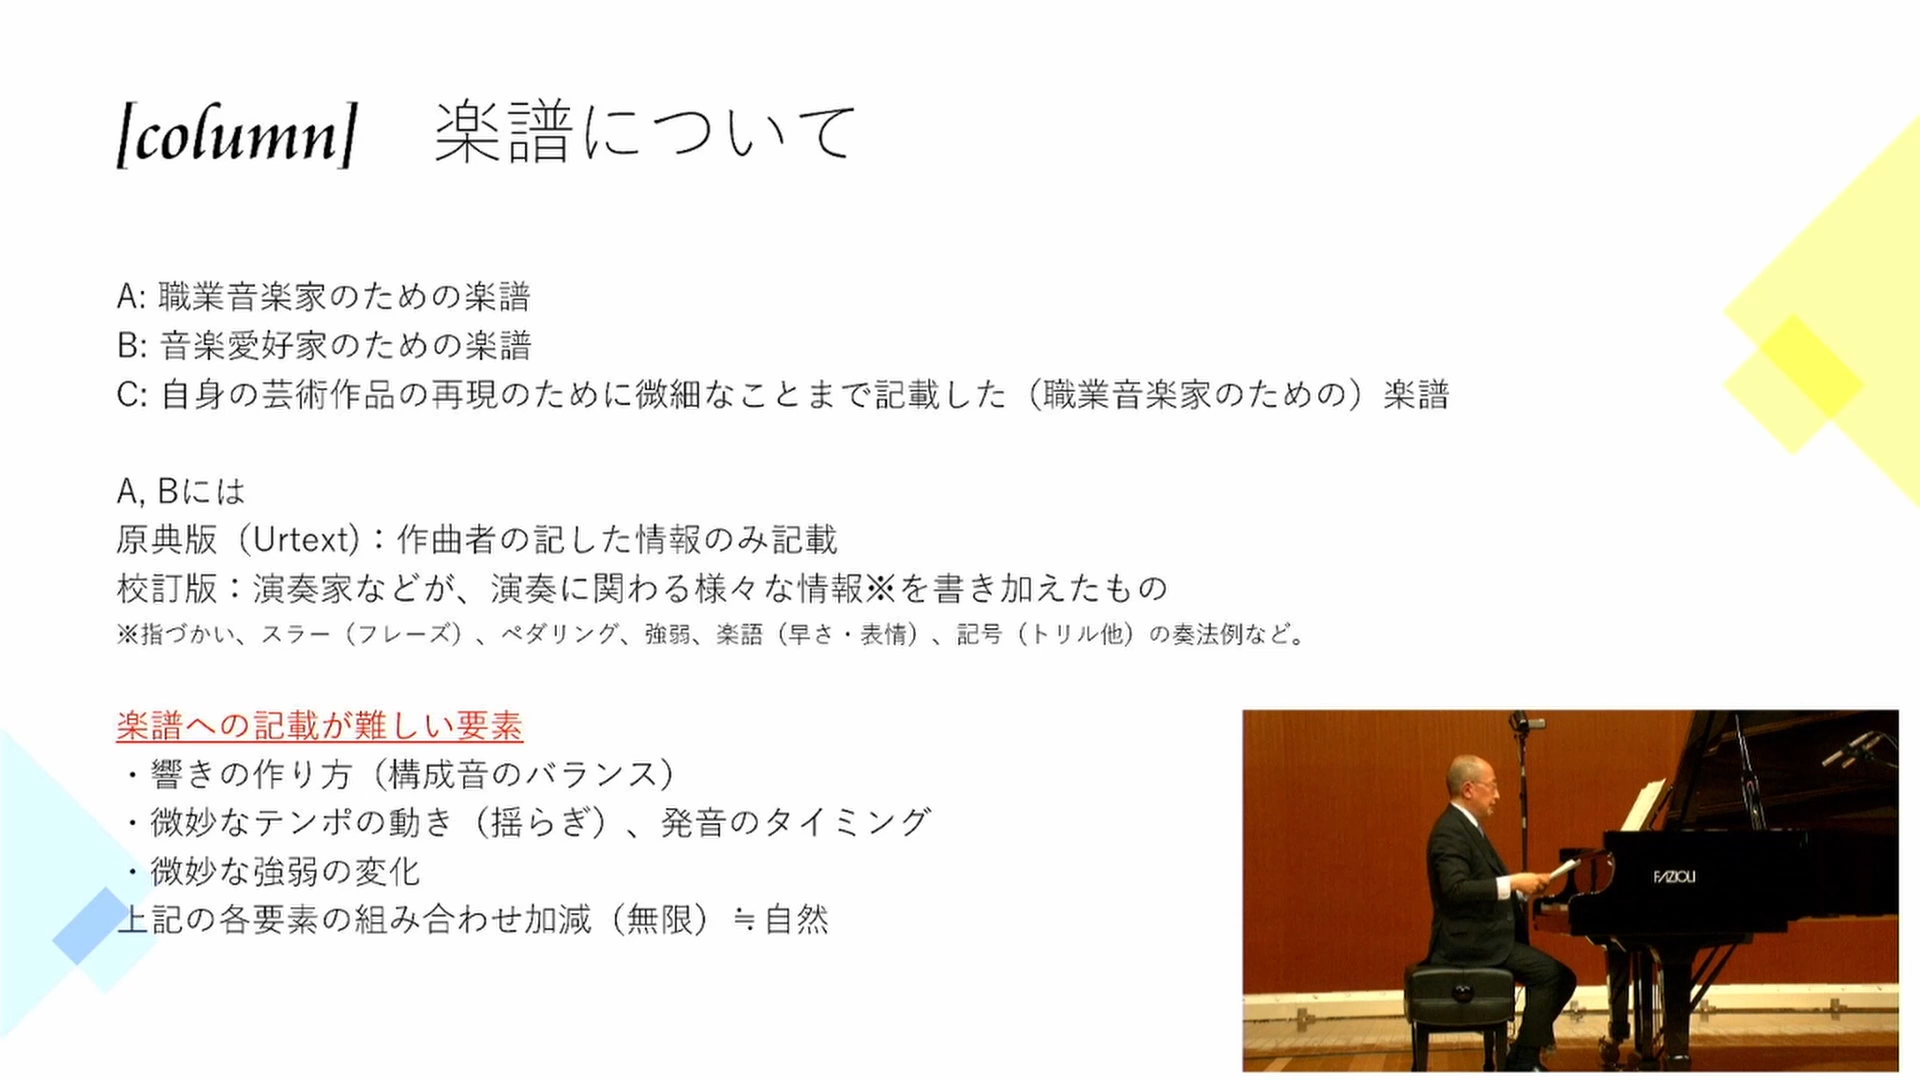 [column] 楽譜について
A: 職業音楽家のための楽譜
B: 音楽愛好家のための楽譜
C: 自身の芸術作品の再現のために微細なことまで記載した（職業音楽家のための）楽譜
A, Bには
原典版（Urtext)：作曲者の記した情報のみ記載
校訂版：演奏家などが、演奏に関わる様々な情報※を書き加えたもの
※指づかい、スラー（フレーズ）、ペダリング、強弱、楽語（早さ・表情）、記号（トリル他）の奏法例など。
楽譜への記載が難しい要素
・響きの作り方（構成音のバランス）
・微妙なテンポの動き（揺らぎ）、発音のタイミング
・微妙な強弱の変化
上記の各要素の組み合わせ加減（無限）≒自然
FAZIOLI